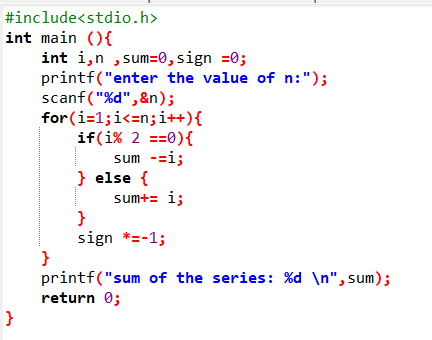 #include<stdio.h>
int main (){
    int i,n ,sum=0,sign =0;
    printf("enter the value of n:");
    scanf("%d",&n);
    for(i=1;i<=n;i++){
        if(i% 2 ==0){
            sum -=i;
        } else {
            sum+= i;
        }
        sign *=-1;
    }
    printf("sum of the series: %d \n",sum);
    return 0;
}